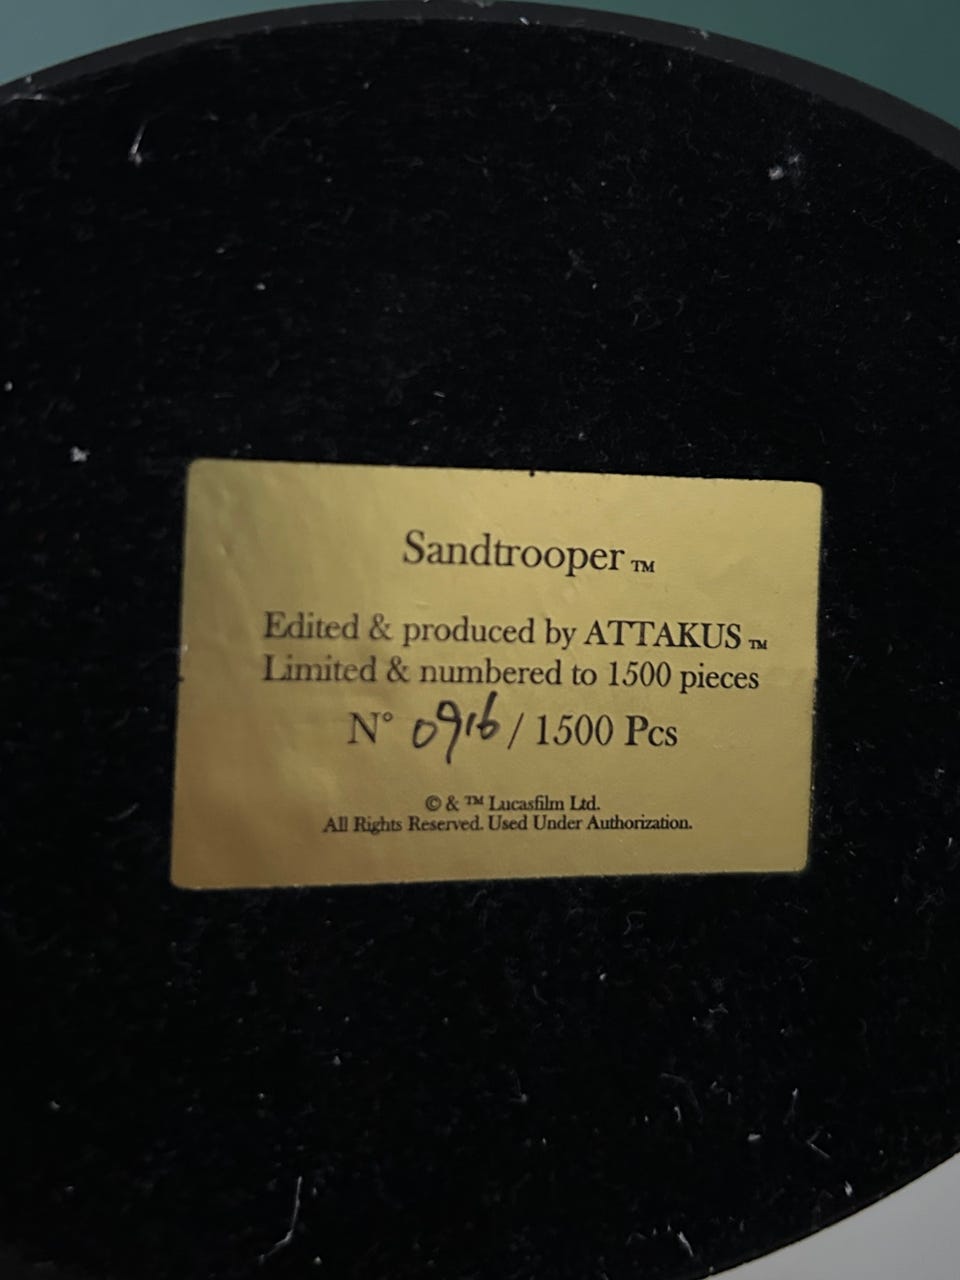 Sandtrooper™
Edited & produced by ATTAKUS™
Limited & numbered to 1500 pieces
N° 0916 / 1500 Pcs
© & ™ Lucasfilm Ltd.
All Rights Reserved. Used Under Authorization.